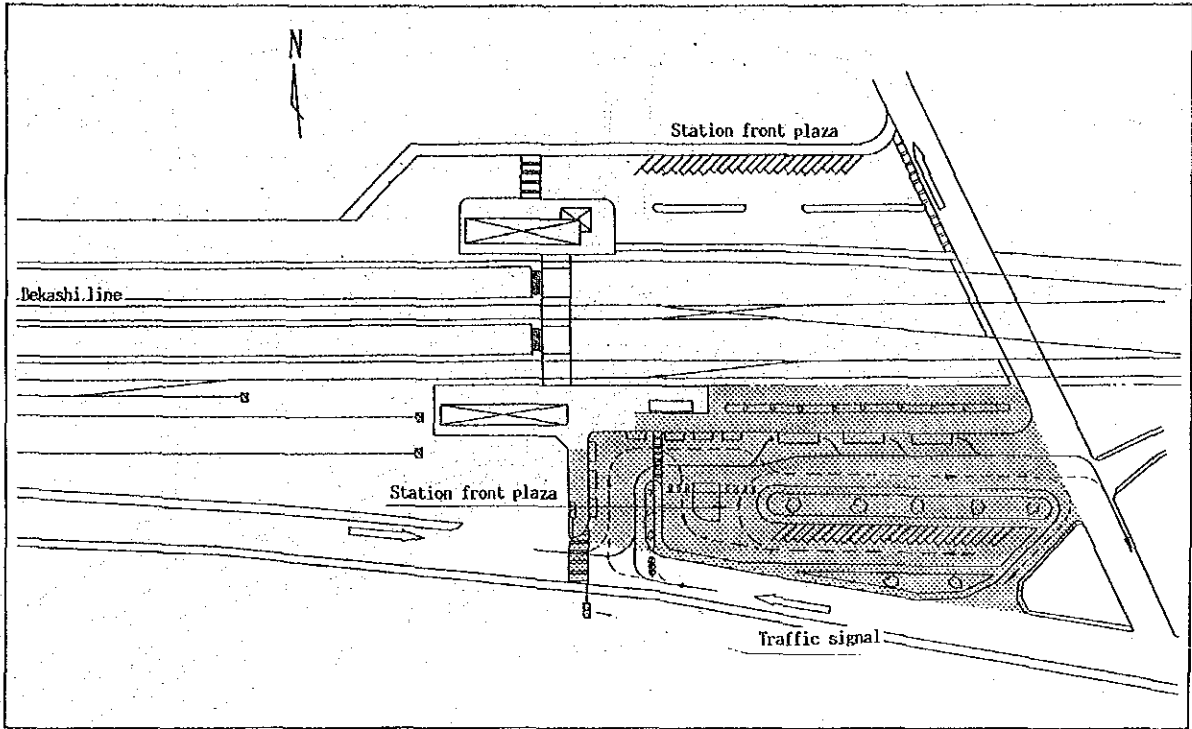 N
Station front plaza
Dekashi line
Station front plaza
Traffic signal